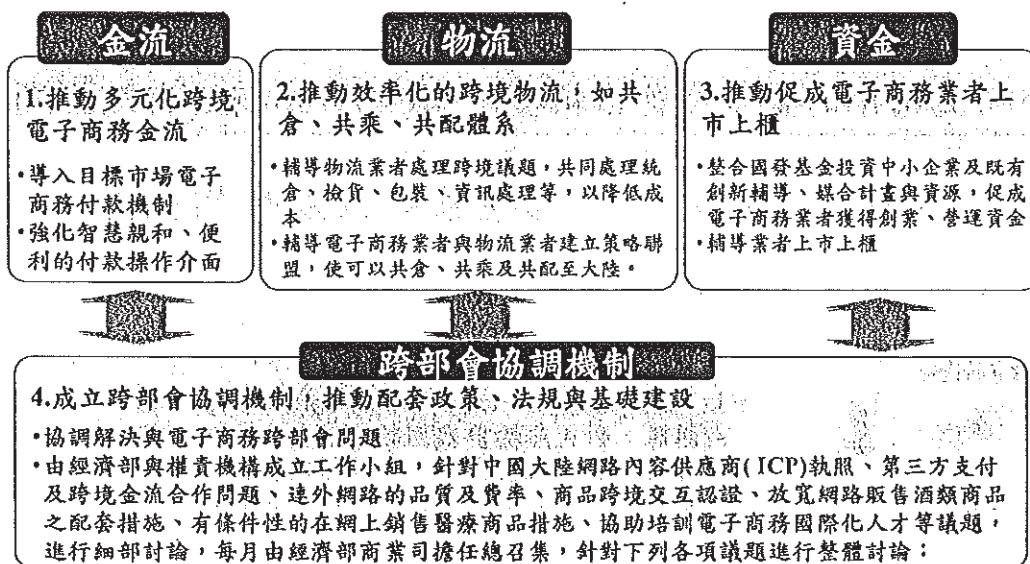 金流
1.推動多元化跨境
電子商務金流
•導入目標市場電子
商務付款機制
•強化智慧親和、便
利的付款操作介面
物流
2.推動效率化的跨境物流,如共
倉、共乘、共配體系
•輔導物流業者處理跨境議題,共同處理統
倉、撿貨、包裝、資訊處理等,以降低成
本
•輔導電子商務業者與物流業者建立策略聯
盟,使可以共倉、共乘及共配至大陸。
資金
3.推動促成電子商務業者上
市上櫃
•整合國發基金投資中小企業及既有
創新輔導、媒合計畫與資源,促成
電子商務業者獲得創業、營運資金
•輔導業者上市上櫃
跨部會協調機制
4.成立跨部會協調機制,推動配套政策、法規與基礎建設
•協調解決與電子商務跨部會問題
•由經濟部與權責機構成立工作小組,針對中國大陸網路內容供應商(ICP)執照、第三方支付
及跨境金流合作問題、連外網路的品質及費率、商品跨境交互認證、放寬網路販售酒類商品
之配套措施、有條件性的在網上銷售醫療商品措施、協助培訓電子商務國際化人才等議題,
進行細部討論,每月由經濟部商業司擔任總召集,針對下列各項議題進行整體討論: